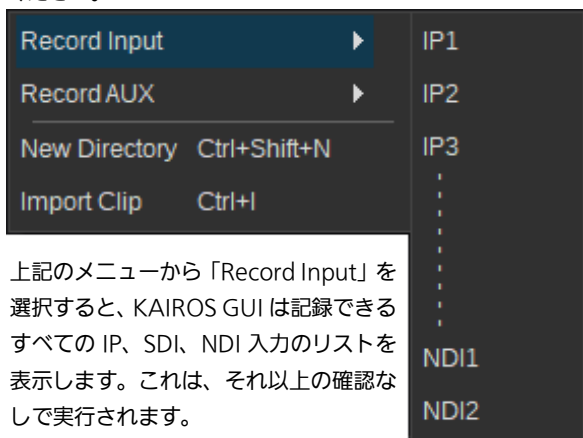 Record Input
Record AUX
New Directory Ctrl+Shift+N
Import Clip Ctrl+I
IP1
IP2
IP3
NDI1
NDI2
上記のメニューから「Record Input」を
選択すると、KAIROS GUI は記録できる
すべての IP、SDI、NDI 入力のリストを
表示します。これは、それ以上の確認な
しで実行されます。